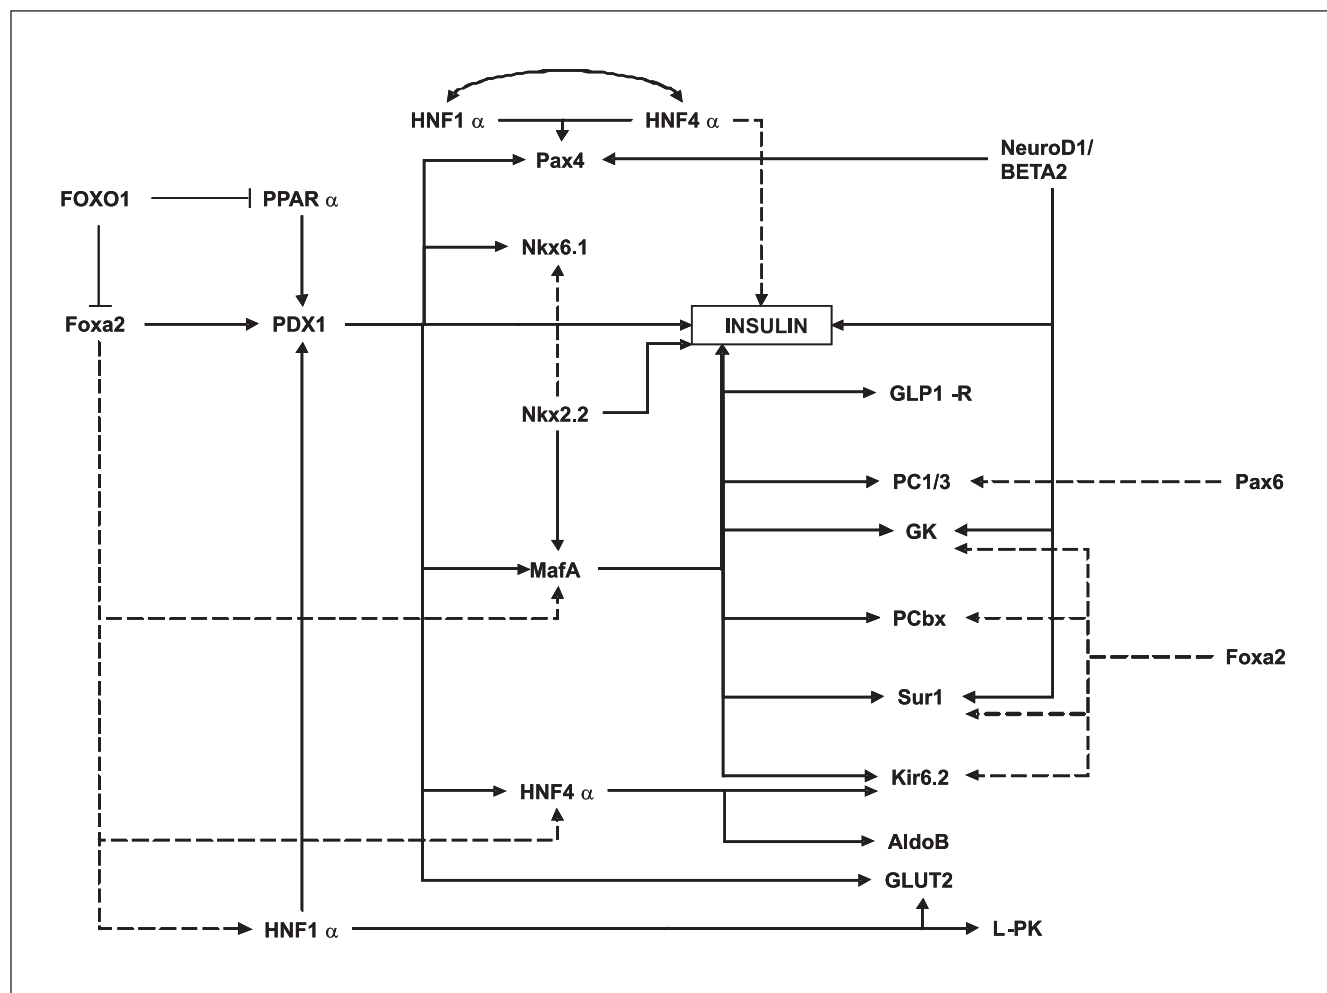 HNF1 α
HNF4 α
Pax4
NeuroD1/
BETA2
FOXO1
PPAR α
Nkx6.1
Foxa2
PDX1
INSULIN
GLP1 -R
Nkx2.2
PC1/3
Pax6
GK
MafA
PCbx
Foxa2
Sur1
Kir6.2
HNF4 α
AldoB
GLUT2
HNF1 α
L-PK